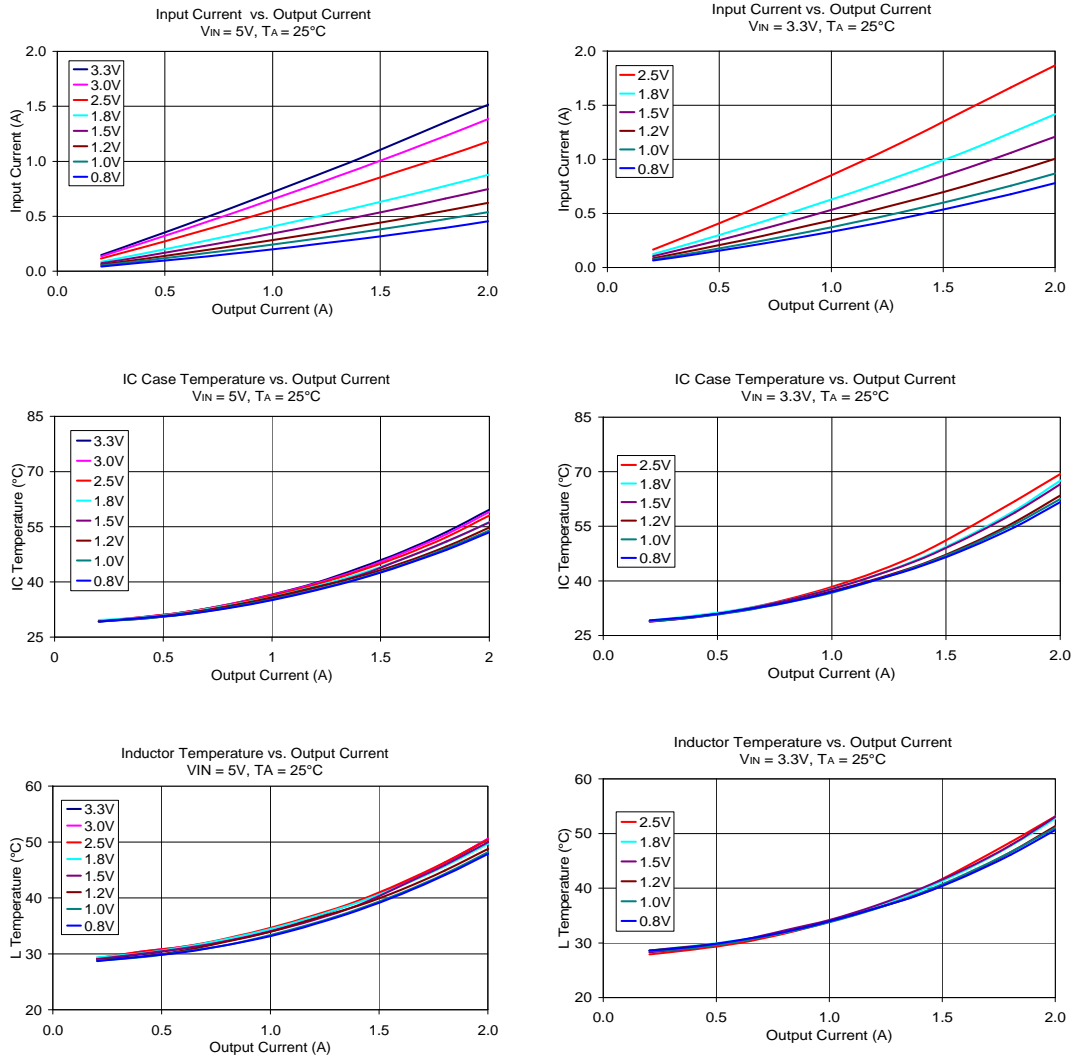 Input Current vs. Output Current
VIN = 5V, TA = 25°C
2.0
1.5
1.0
0.5
0.0
Input Current (A)
3.3V
3.0V
2.5V
1.8V
1.5V
1.2V
1.0V
0.8V
0.0 0.5 1.0 1.5 2.0
Output Current (A)
Input Current vs. Output Current
VIN = 3.3V, TA = 25°C
2.0
1.5
1.0
0.5
0.0
Input Current (A)
2.5V
1.8V
1.5V
1.2V
1.0V
0.8V
0.0 0.5 1.0 1.5 2.0
Output Current (A)
IC Case Temperature vs. Output Current
VIN = 5V, TA = 25°C
85
70
55
40
25
IC Temperature (°C)
3.3V
3.0V
2.5V
1.8V
1.5V
1.2V
1.0V
0.8V
0 0.5 1 1.5 2
Output Current (A)
IC Case Temperature vs. Output Current
VIN = 3.3V, TA = 25°C
85
70
55
40
25
IC Temperature (°C)
2.5V
1.8V
1.5V
1.2V
1.0V
0.8V
0.0 0.5 1.0 1.5 2.0
Output Current (A)
Inductor Temperature vs. Output Current
VIN = 5V, TA = 25°C
60
50
40
30
20
L Temperature (°C)
3.3V
3.0V
2.5V
1.8V
1.5V
1.2V
1.0V
0.8V
0.0 0.5 1.0 1.5 2.0
Output Current (A)
Inductor Temperature vs. Output Current
VIN = 3.3V, TA = 25°C
60
50
40
30
20
L Temperature (°C)
2.5V
1.8V
1.5V
1.2V
1.0V
0.8V
0.0 0.5 1.0 1.5 2.0
Output Current (A)